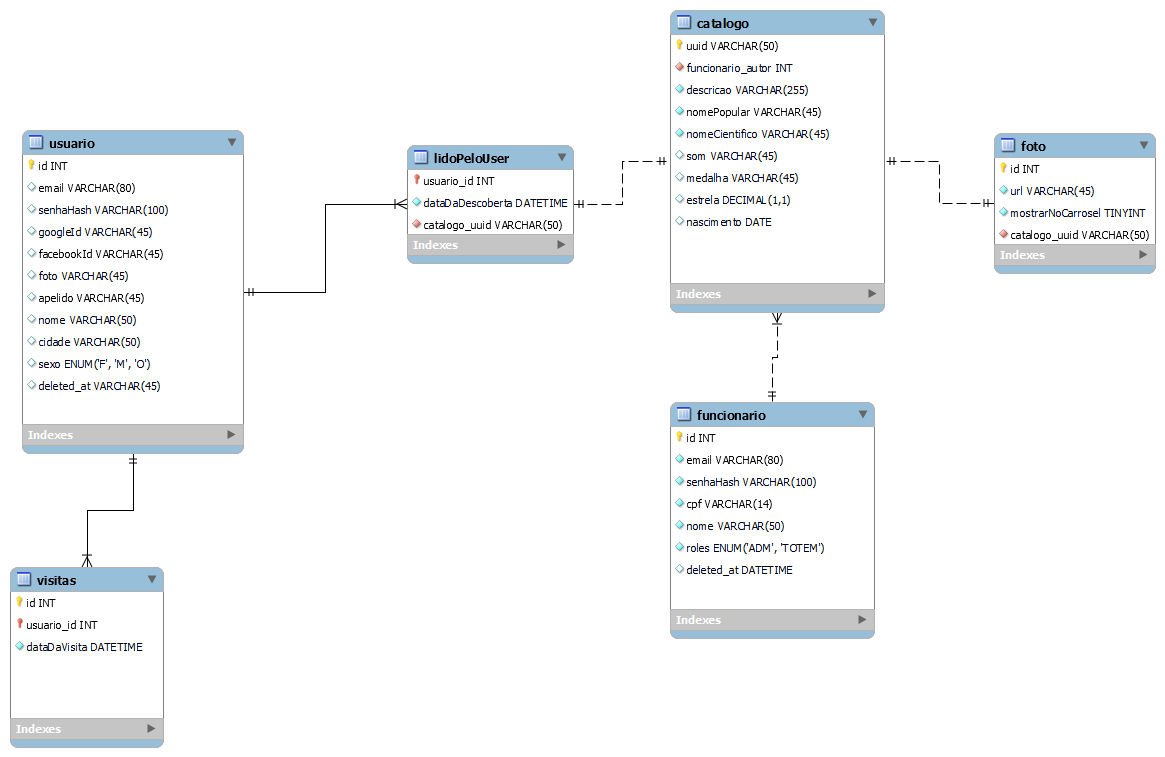 catalogo
uuid VARCHAR(50)
funcionario_autor INT
descricao VARCHAR(255)
nomePopular VARCHAR(45)
nomeCientifico VARCHAR(45)
som VARCHAR(45)
medalha VARCHAR(45)
estrela DECIMAL(1,1)
nascimento DATE
Indexes
usuario
id INT
email VARCHAR(80)
senhaHash VARCHAR(100)
googleId VARCHAR(45)
facebookId VARCHAR(45)
foto VARCHAR(45)
apelido VARCHAR(45)
nome VARCHAR(50)
cidade VARCHAR(50)
sexo ENUM('F', 'M', 'O')
deleted_at VARCHAR(45)
Indexes
lidoPeloUser
usuario_id INT
dataDaDescoberta DATETIME
catalogo_uuid VARCHAR(50)
Indexes
foto
id INT
url VARCHAR(45)
mostrarNoCarrosel TINYINT
catalogo_uuid VARCHAR(50)
Indexes
funcionario
id INT
email VARCHAR(80)
senhaHash VARCHAR(100)
cpf VARCHAR(14)
nome VARCHAR(50)
roles ENUM('ADM', 'TOTEM')
deleted_at DATETIME
Indexes
visitas
id INT
usuario_id INT
dataDaVisita DATETIME
Indexes